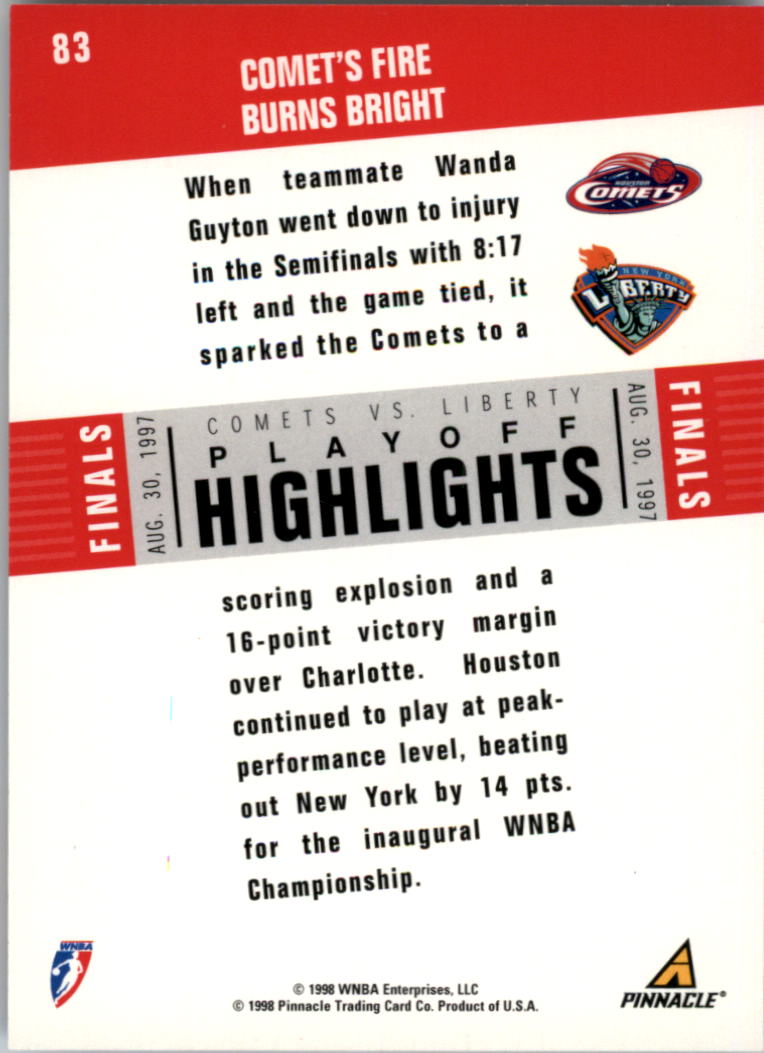 83
COMET'S FIRE
BURNS BRIGHT
When teammate Wanda
Guyton went down to injury
in the Semifinals with 8:17
left and the game tied, it
sparked the Comets to a
HOUSTON
COMETS
NEW YORK
LIBERTY
FINALS
AUG. 30, 1997
COMETS VS. LIBERTY
PLAYOFF
HIGHLIGHTS
AUG. 30, 1997
FINALS
scoring explosion and a
16-point victory margin
over Charlotte. Houston
continued to play at peak-
performance level, beating
out New York by 14 pts.
for the inaugural WNBA
Championship.
WNBA
© 1998 WNBA Enterprises, LLC
© 1998 Pinnacle Trading Card Co. Product of U.S.A.
PINNACLE®